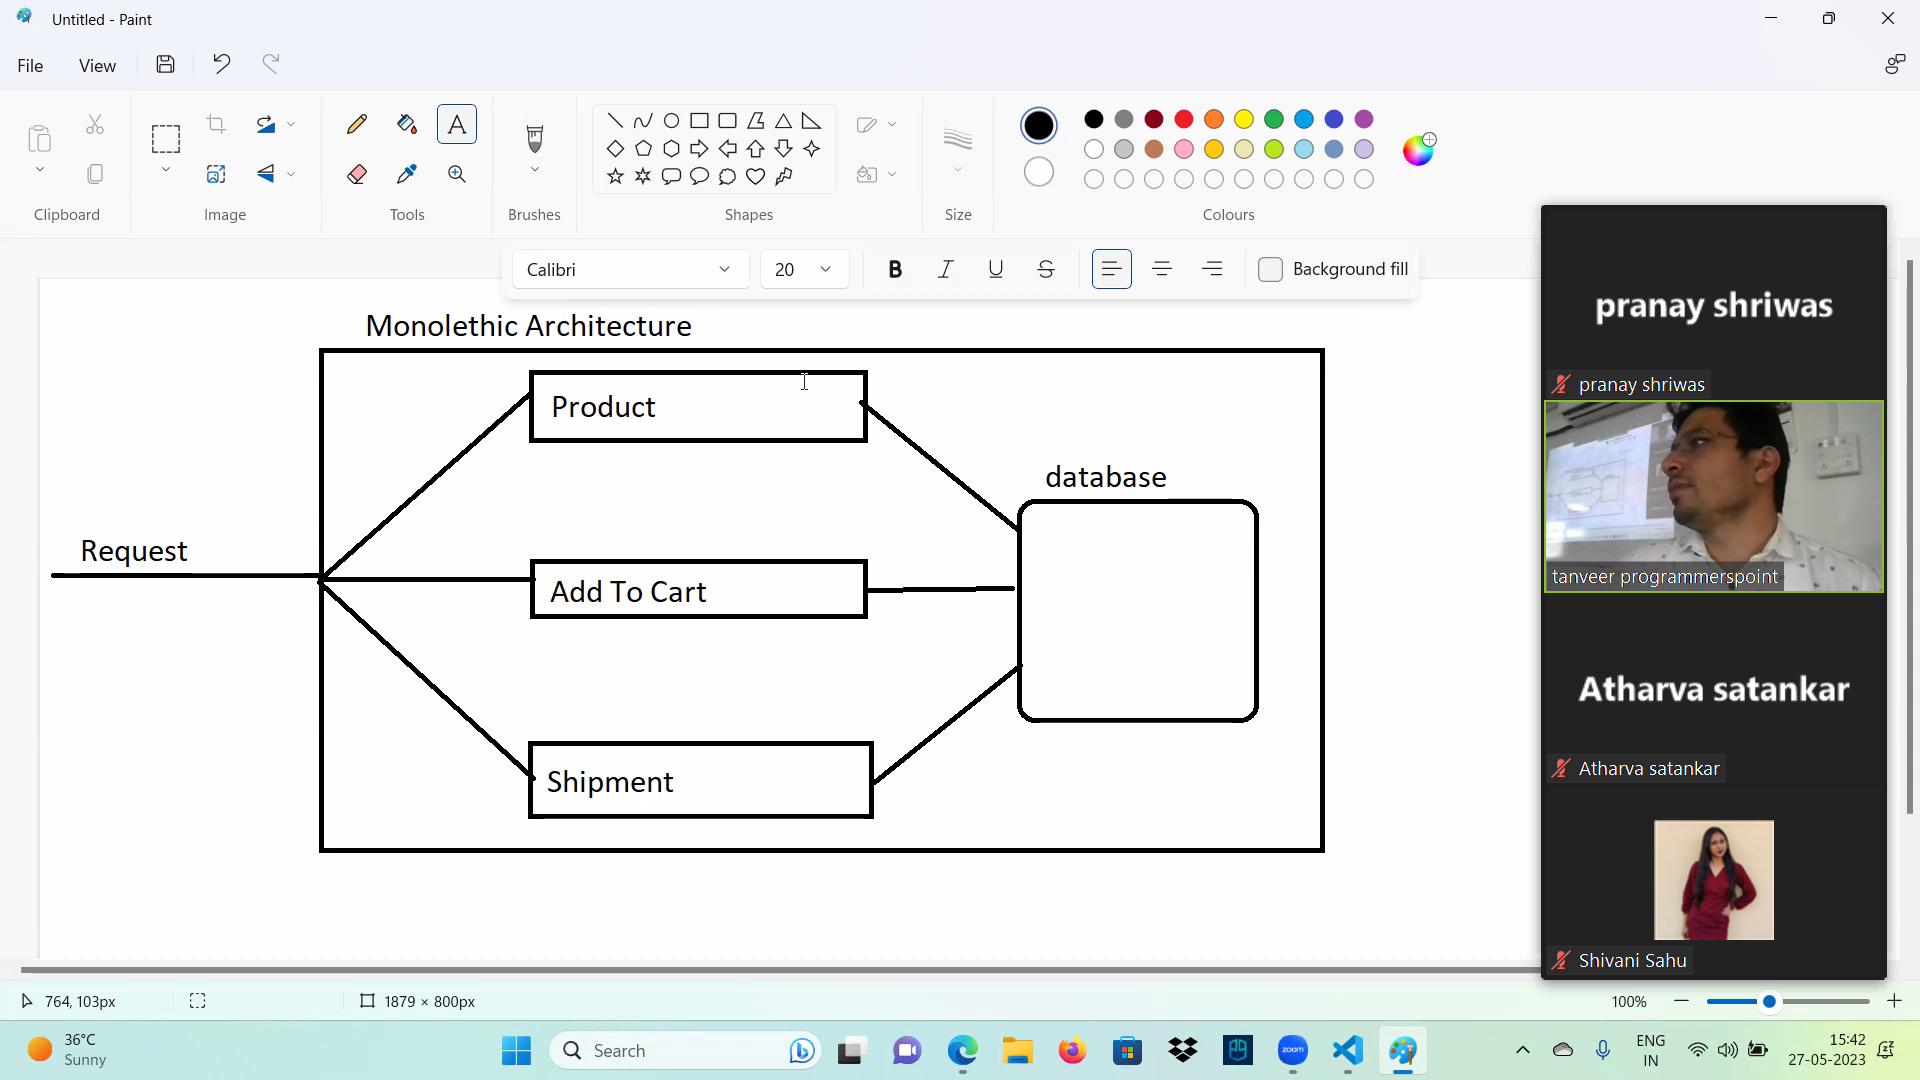 Untitled - Paint
File
View
Clipboard
Image
Tools
Brushes
Shapes
Size
Colours
Calibri
20
B
I
U
S
Background fill
Monolethic Architecture
Product
database
Request
Add To Cart
Shipment
pranay shriwas
pranay shriwas
tanveer programmerspoint
Atharva satankar
Atharva satankar
Shivani Sahu
764, 103px
1879 × 800px
100%
36°C
Sunny
Search
zoom
ENG
IN
15:42
27-05-2023